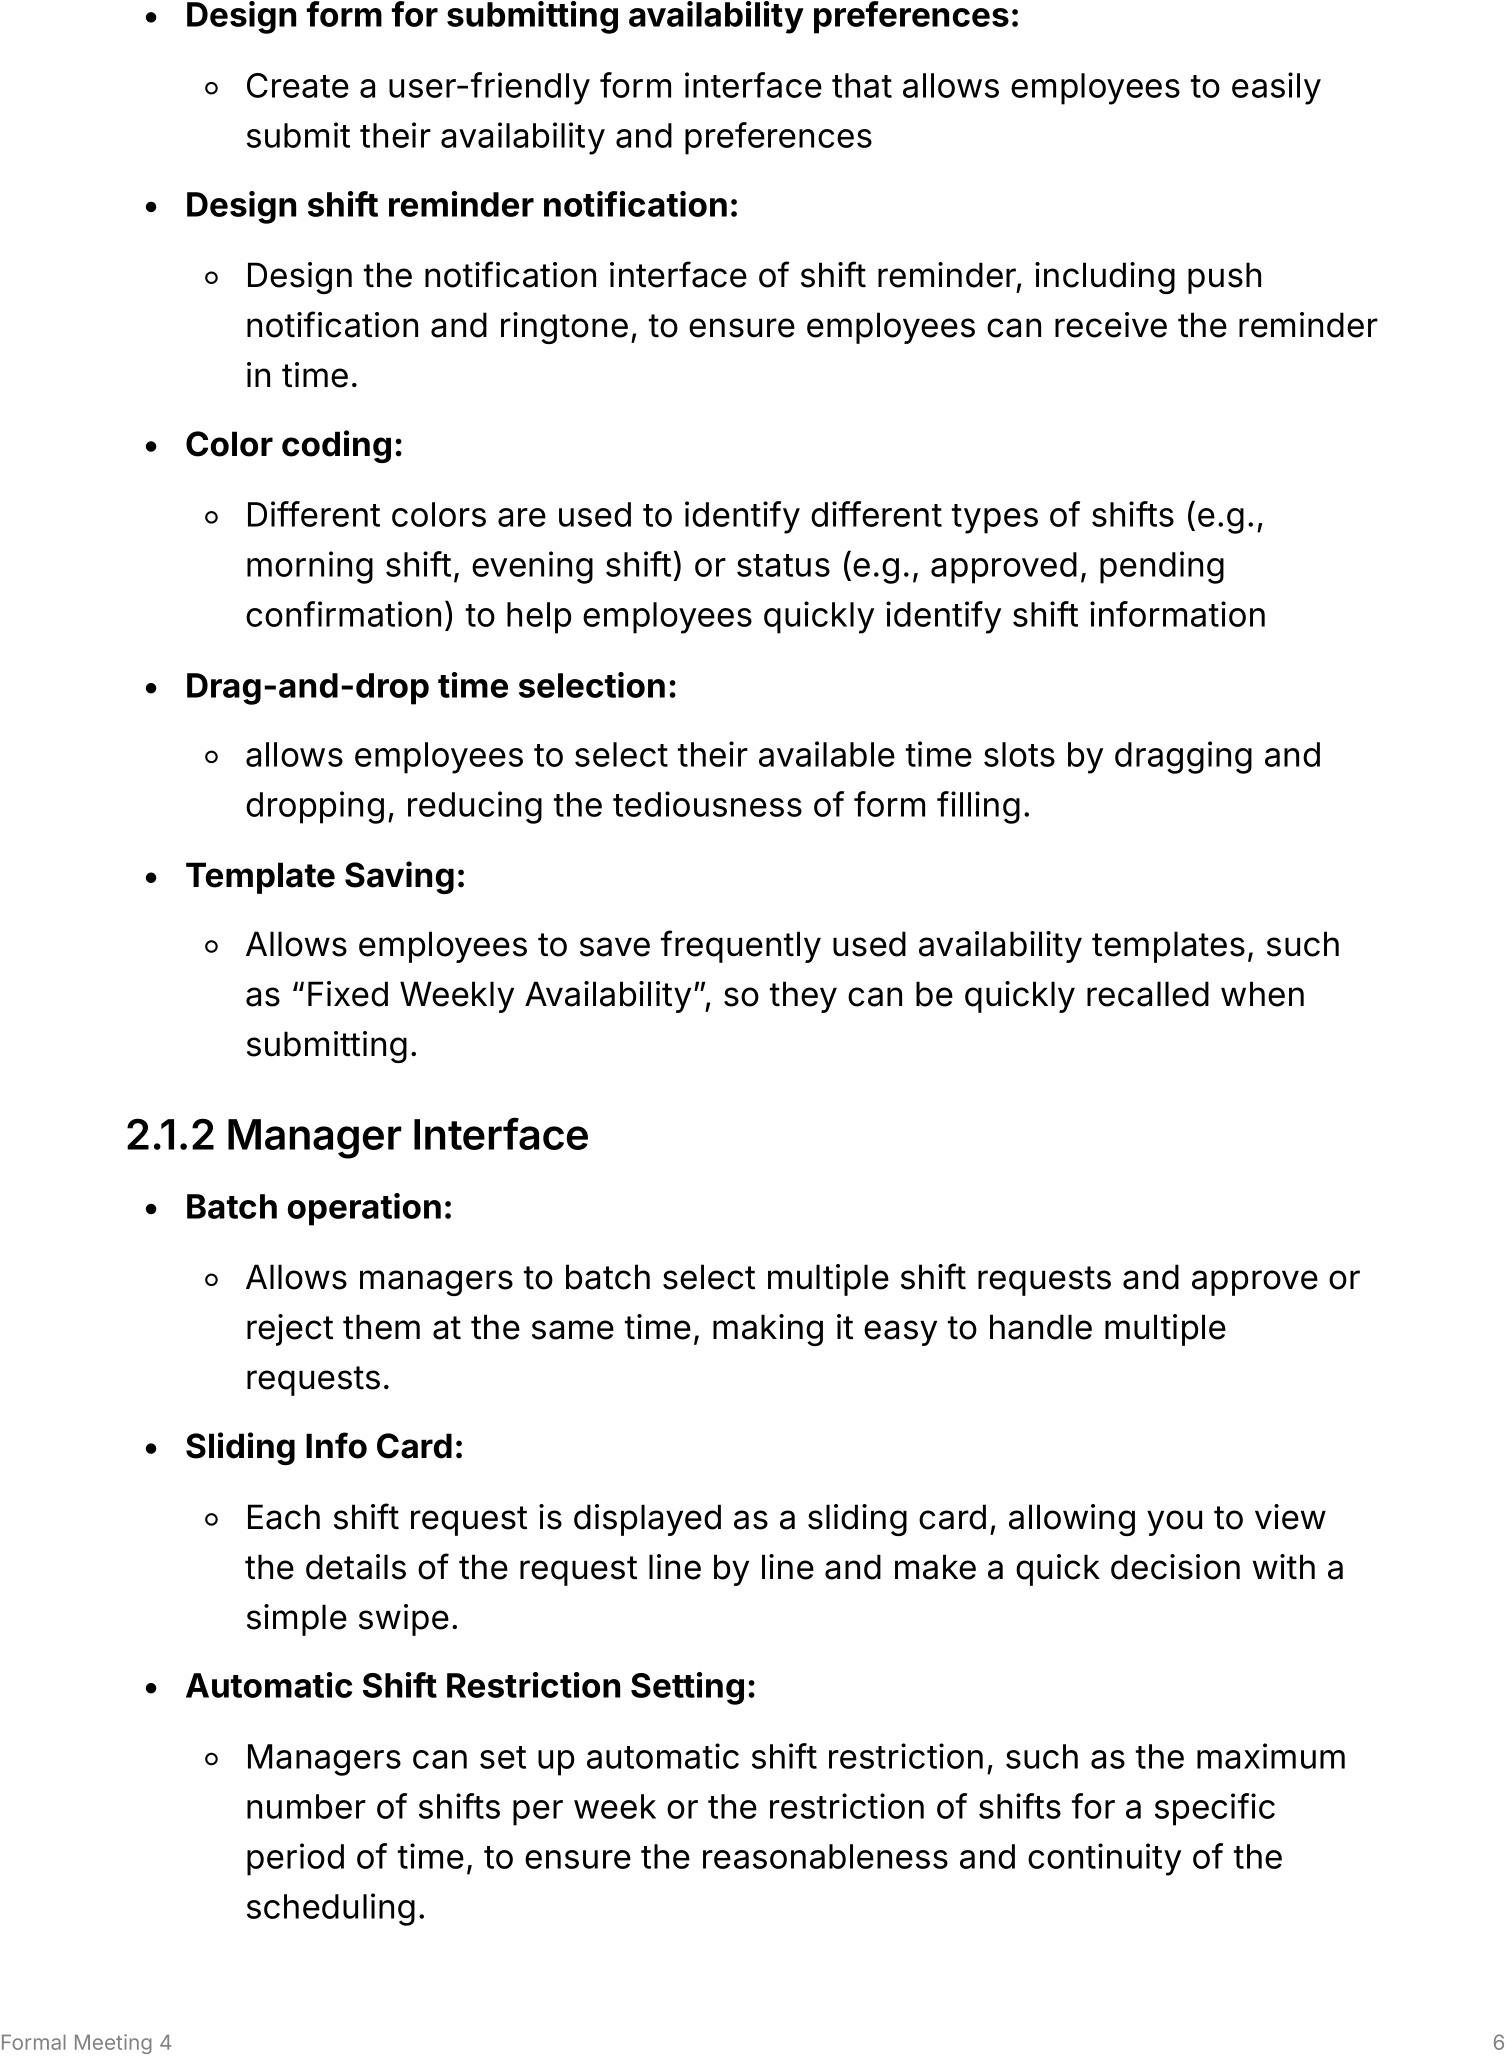 • Design form for submitting availability preferences:
◦ Create a user-friendly form interface that allows employees to easily
submit their availability and preferences
• Design shift reminder notification:
◦ Design the notification interface of shift reminder, including push
notification and ringtone, to ensure employees can receive the reminder
in time.
• Color coding:
◦ Different colors are used to identify different types of shifts (e.g.,
morning shift, evening shift) or status (e.g., approved, pending
confirmation) to help employees quickly identify shift information
• Drag-and-drop time selection:
◦ allows employees to select their available time slots by dragging and
dropping, reducing the tediousness of form filling.
• Template Saving:
◦ Allows employees to save frequently used availability templates, such
as “Fixed Weekly Availability”, so they can be quickly recalled when
submitting.
2.1.2 Manager Interface
• Batch operation:
◦ Allows managers to batch select multiple shift requests and approve or
reject them at the same time, making it easy to handle multiple
requests.
• Sliding Info Card:
◦ Each shift request is displayed as a sliding card, allowing you to view
the details of the request line by line and make a quick decision with a
simple swipe.
• Automatic Shift Restriction Setting:
◦ Managers can set up automatic shift restriction, such as the maximum
number of shifts per week or the restriction of shifts for a specific
period of time, to ensure the reasonableness and continuity of the
scheduling.
Formal Meeting 4 6